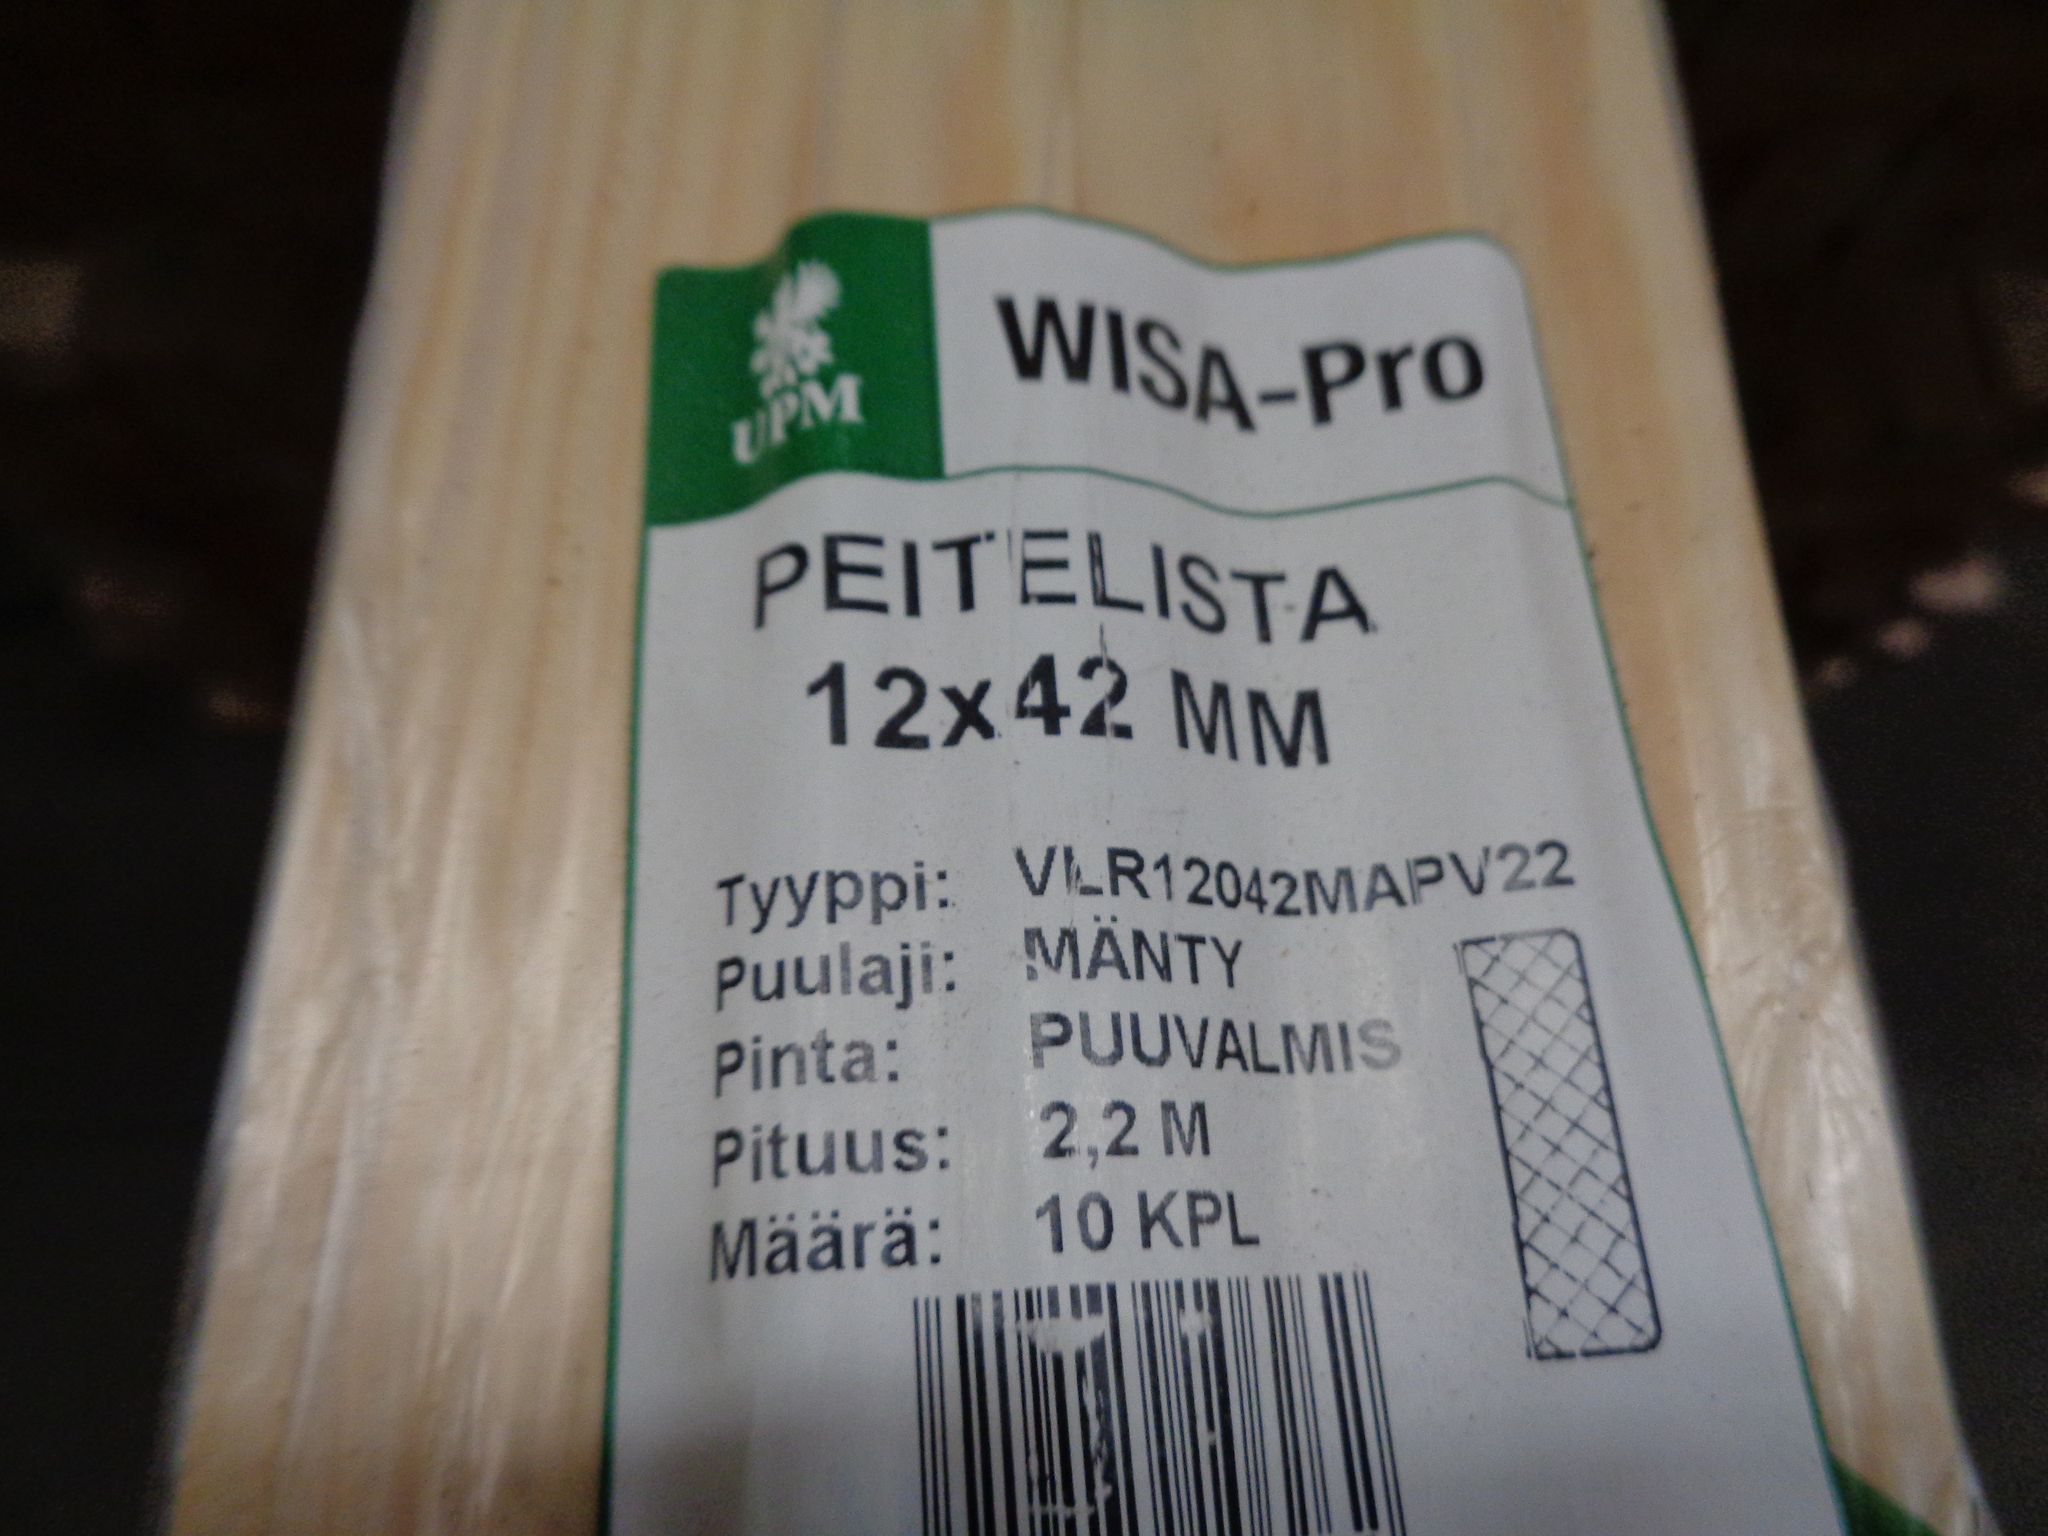 UPM
WISA-Pro
PEITELISTA
12x42 MM
Tyyppi: VLR12042MAPV22
Puulaji: MÄNTY
Pinta: PUUVALMIS
Pituus: 2,2 M
Määrä: 10 KPL